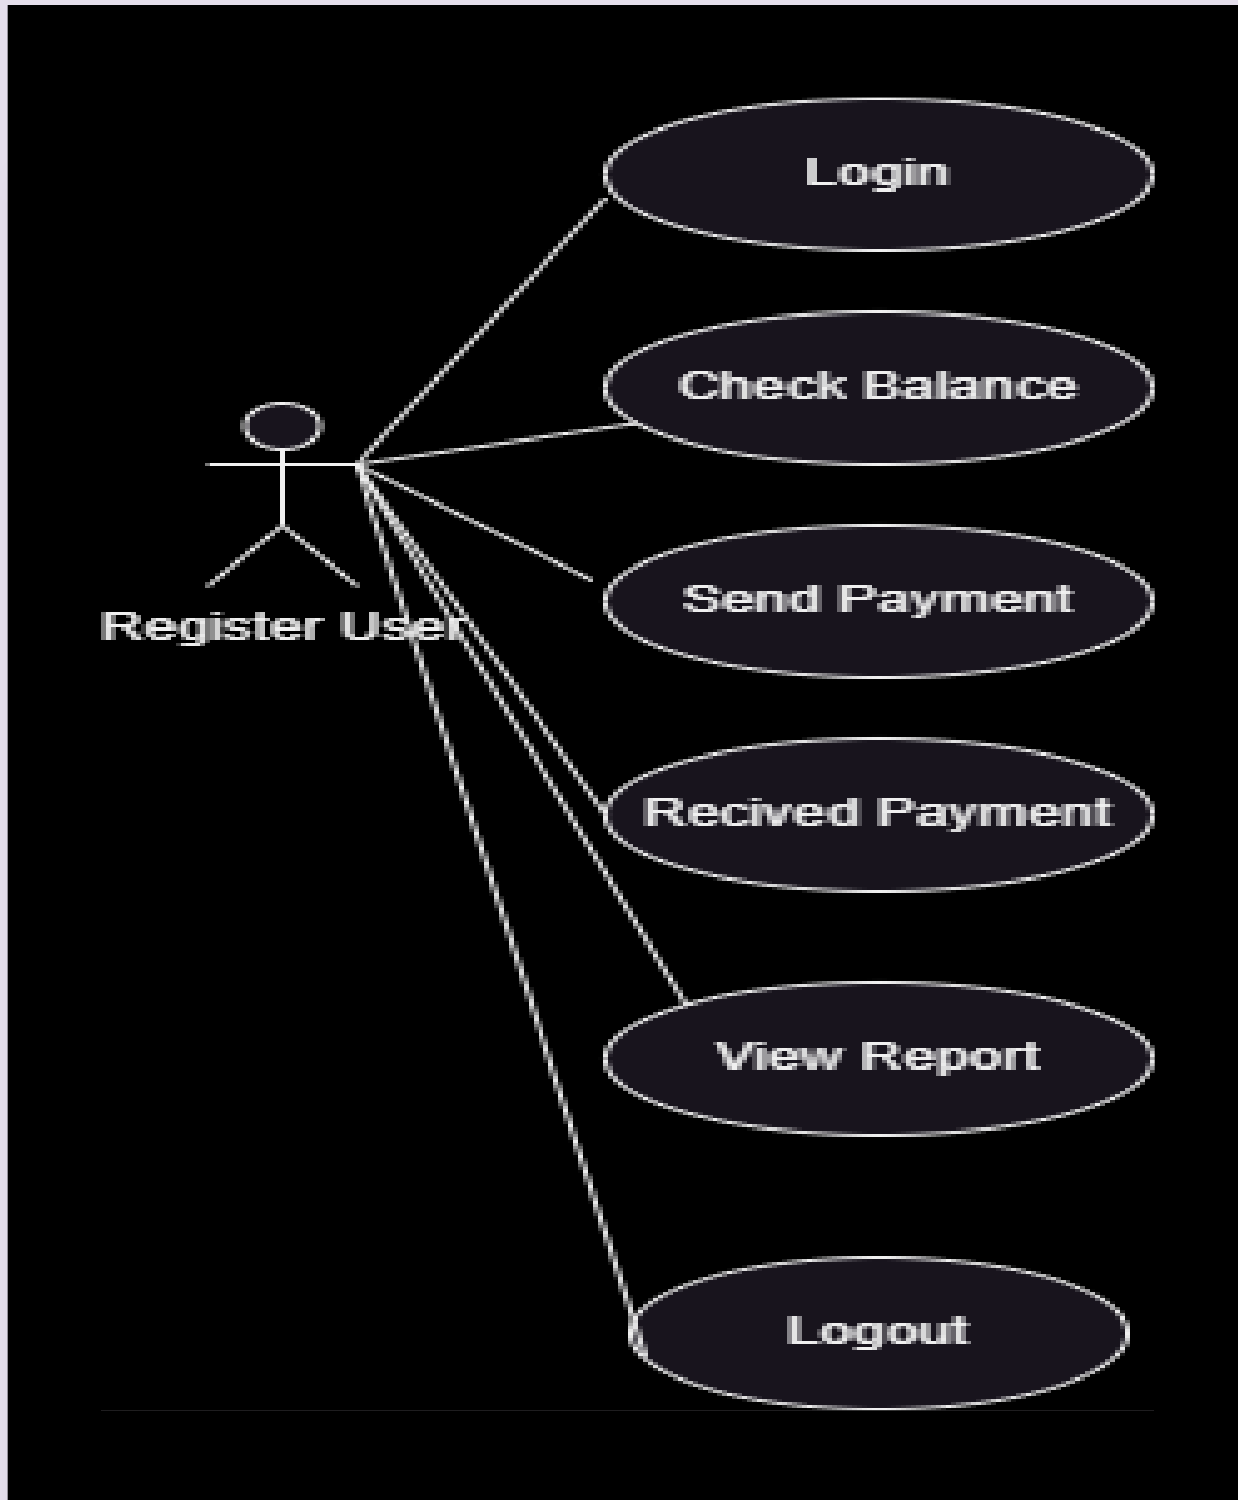 Login
Check Balance
Send Payment
Register User
Recived Payment
View Report
Logout